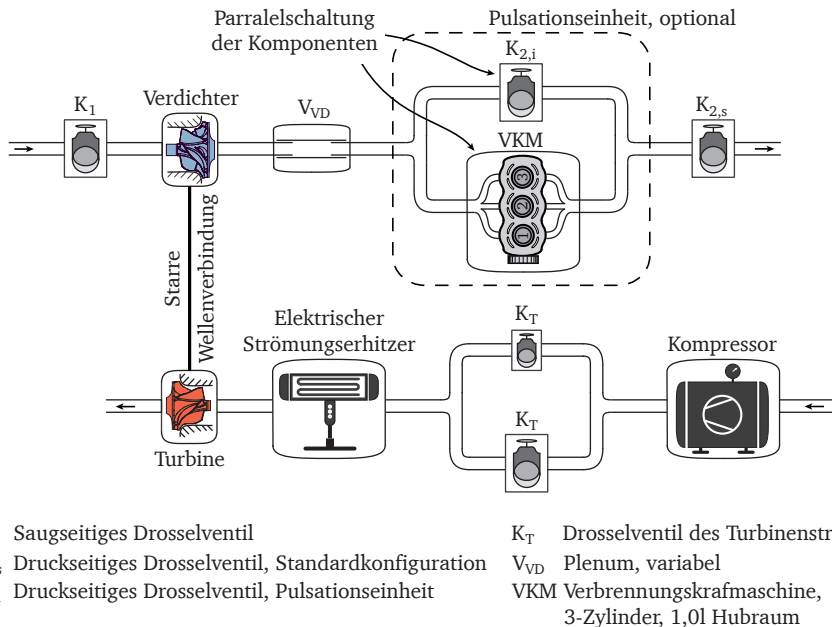 Parralelschaltung
der Komponenten
Pulsationseinheit, optional
K2,i
K1
Verdichter
VVD
K2,s
VKM
3
2
1
Starre
Wellenverbindung
Elektrischer
Strömungserhitzer
KT
Kompressor
KT
Turbine
Saugseitiges Drosselventil
s Druckseitiges Drosselventil, Standardkonfiguration
Druckseitiges Drosselventil, Pulsationseinheit
KT Drosselventil des Turbinenstr
VVD Plenum, variabel
VKM Verbrennungskrafmaschine,
3-Zylinder, 1,0l Hubraum